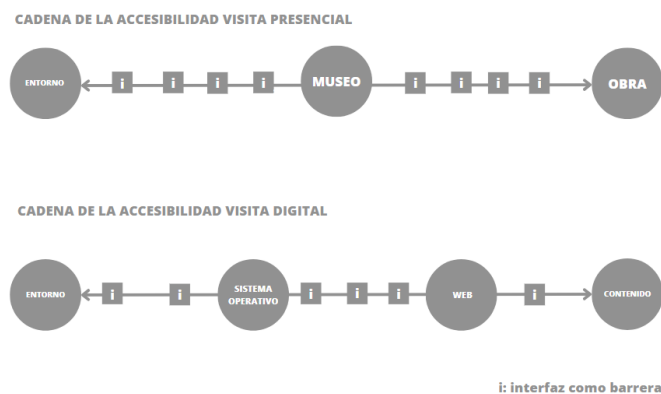 CADENA DE LA ACCESIBILIDAD VISITA PRESENCIAL
ENTORNO i i i i MUSEO i i i i OBRA
CADENA DE LA ACCESIBILIDAD VISITA DIGITAL
ENTORNO i i SISTEMA OPERATIVO i i i WEB i CONTENIDO
i: interfaz como barrera